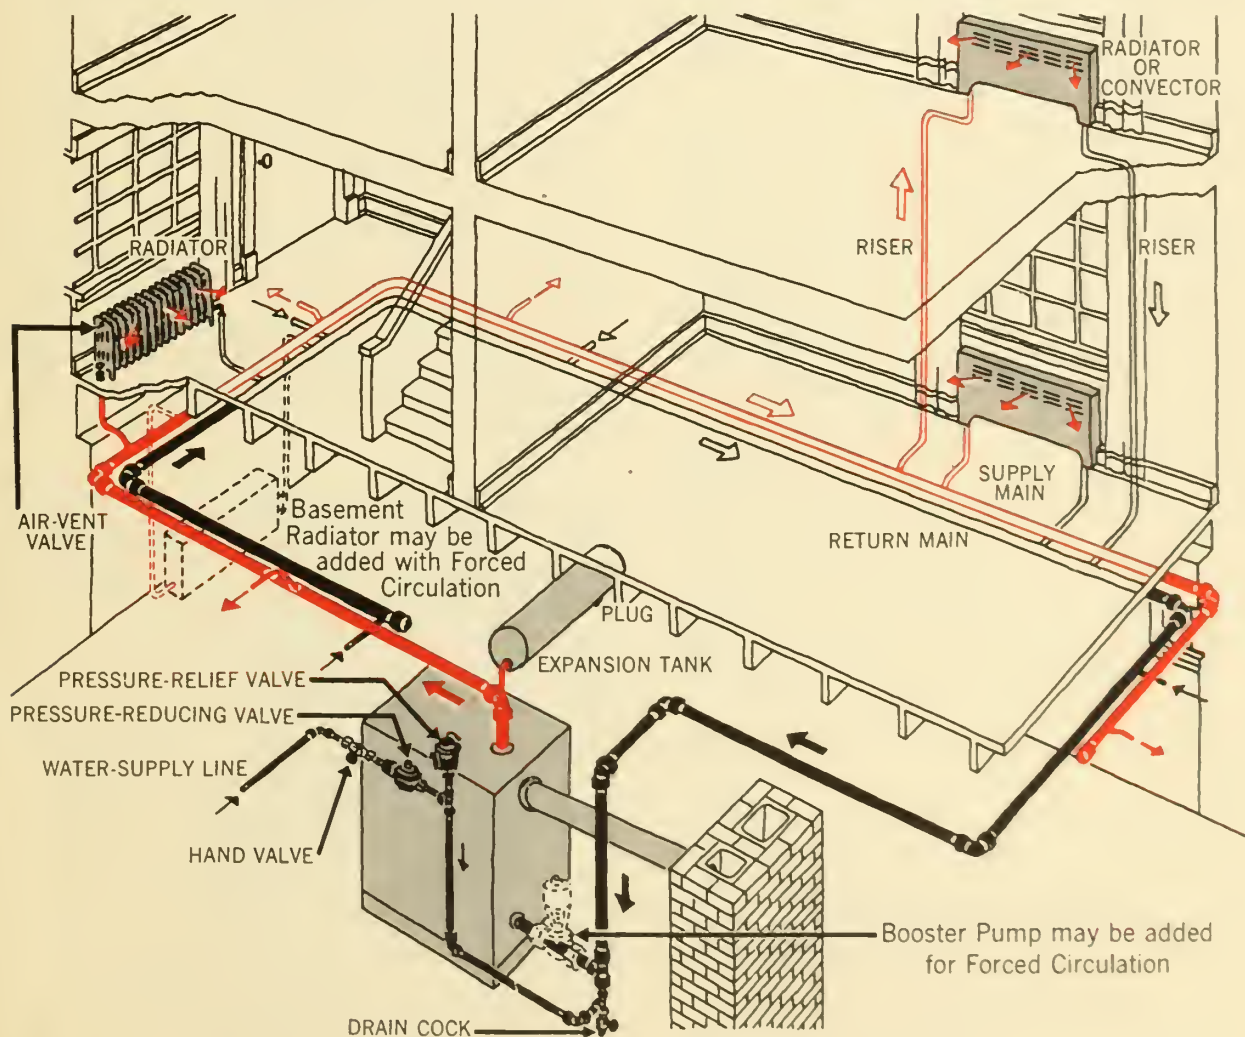 RADIATOR
OR
CONVECTOR
RADIATOR
RISER
RISER
AIR-VENT
VALVE
Basement
Radiator may be
added with Forced
Circulation
SUPPLY
MAIN
RETURN MAIN
PLUG
EXPANSION TANK
PRESSURE-RELIEF VALVE
PRESSURE-REDUCING VALVE
WATER-SUPPLY LINE
HAND VALVE
Booster Pump may be added
for Forced Circulation
DRAIN COCK